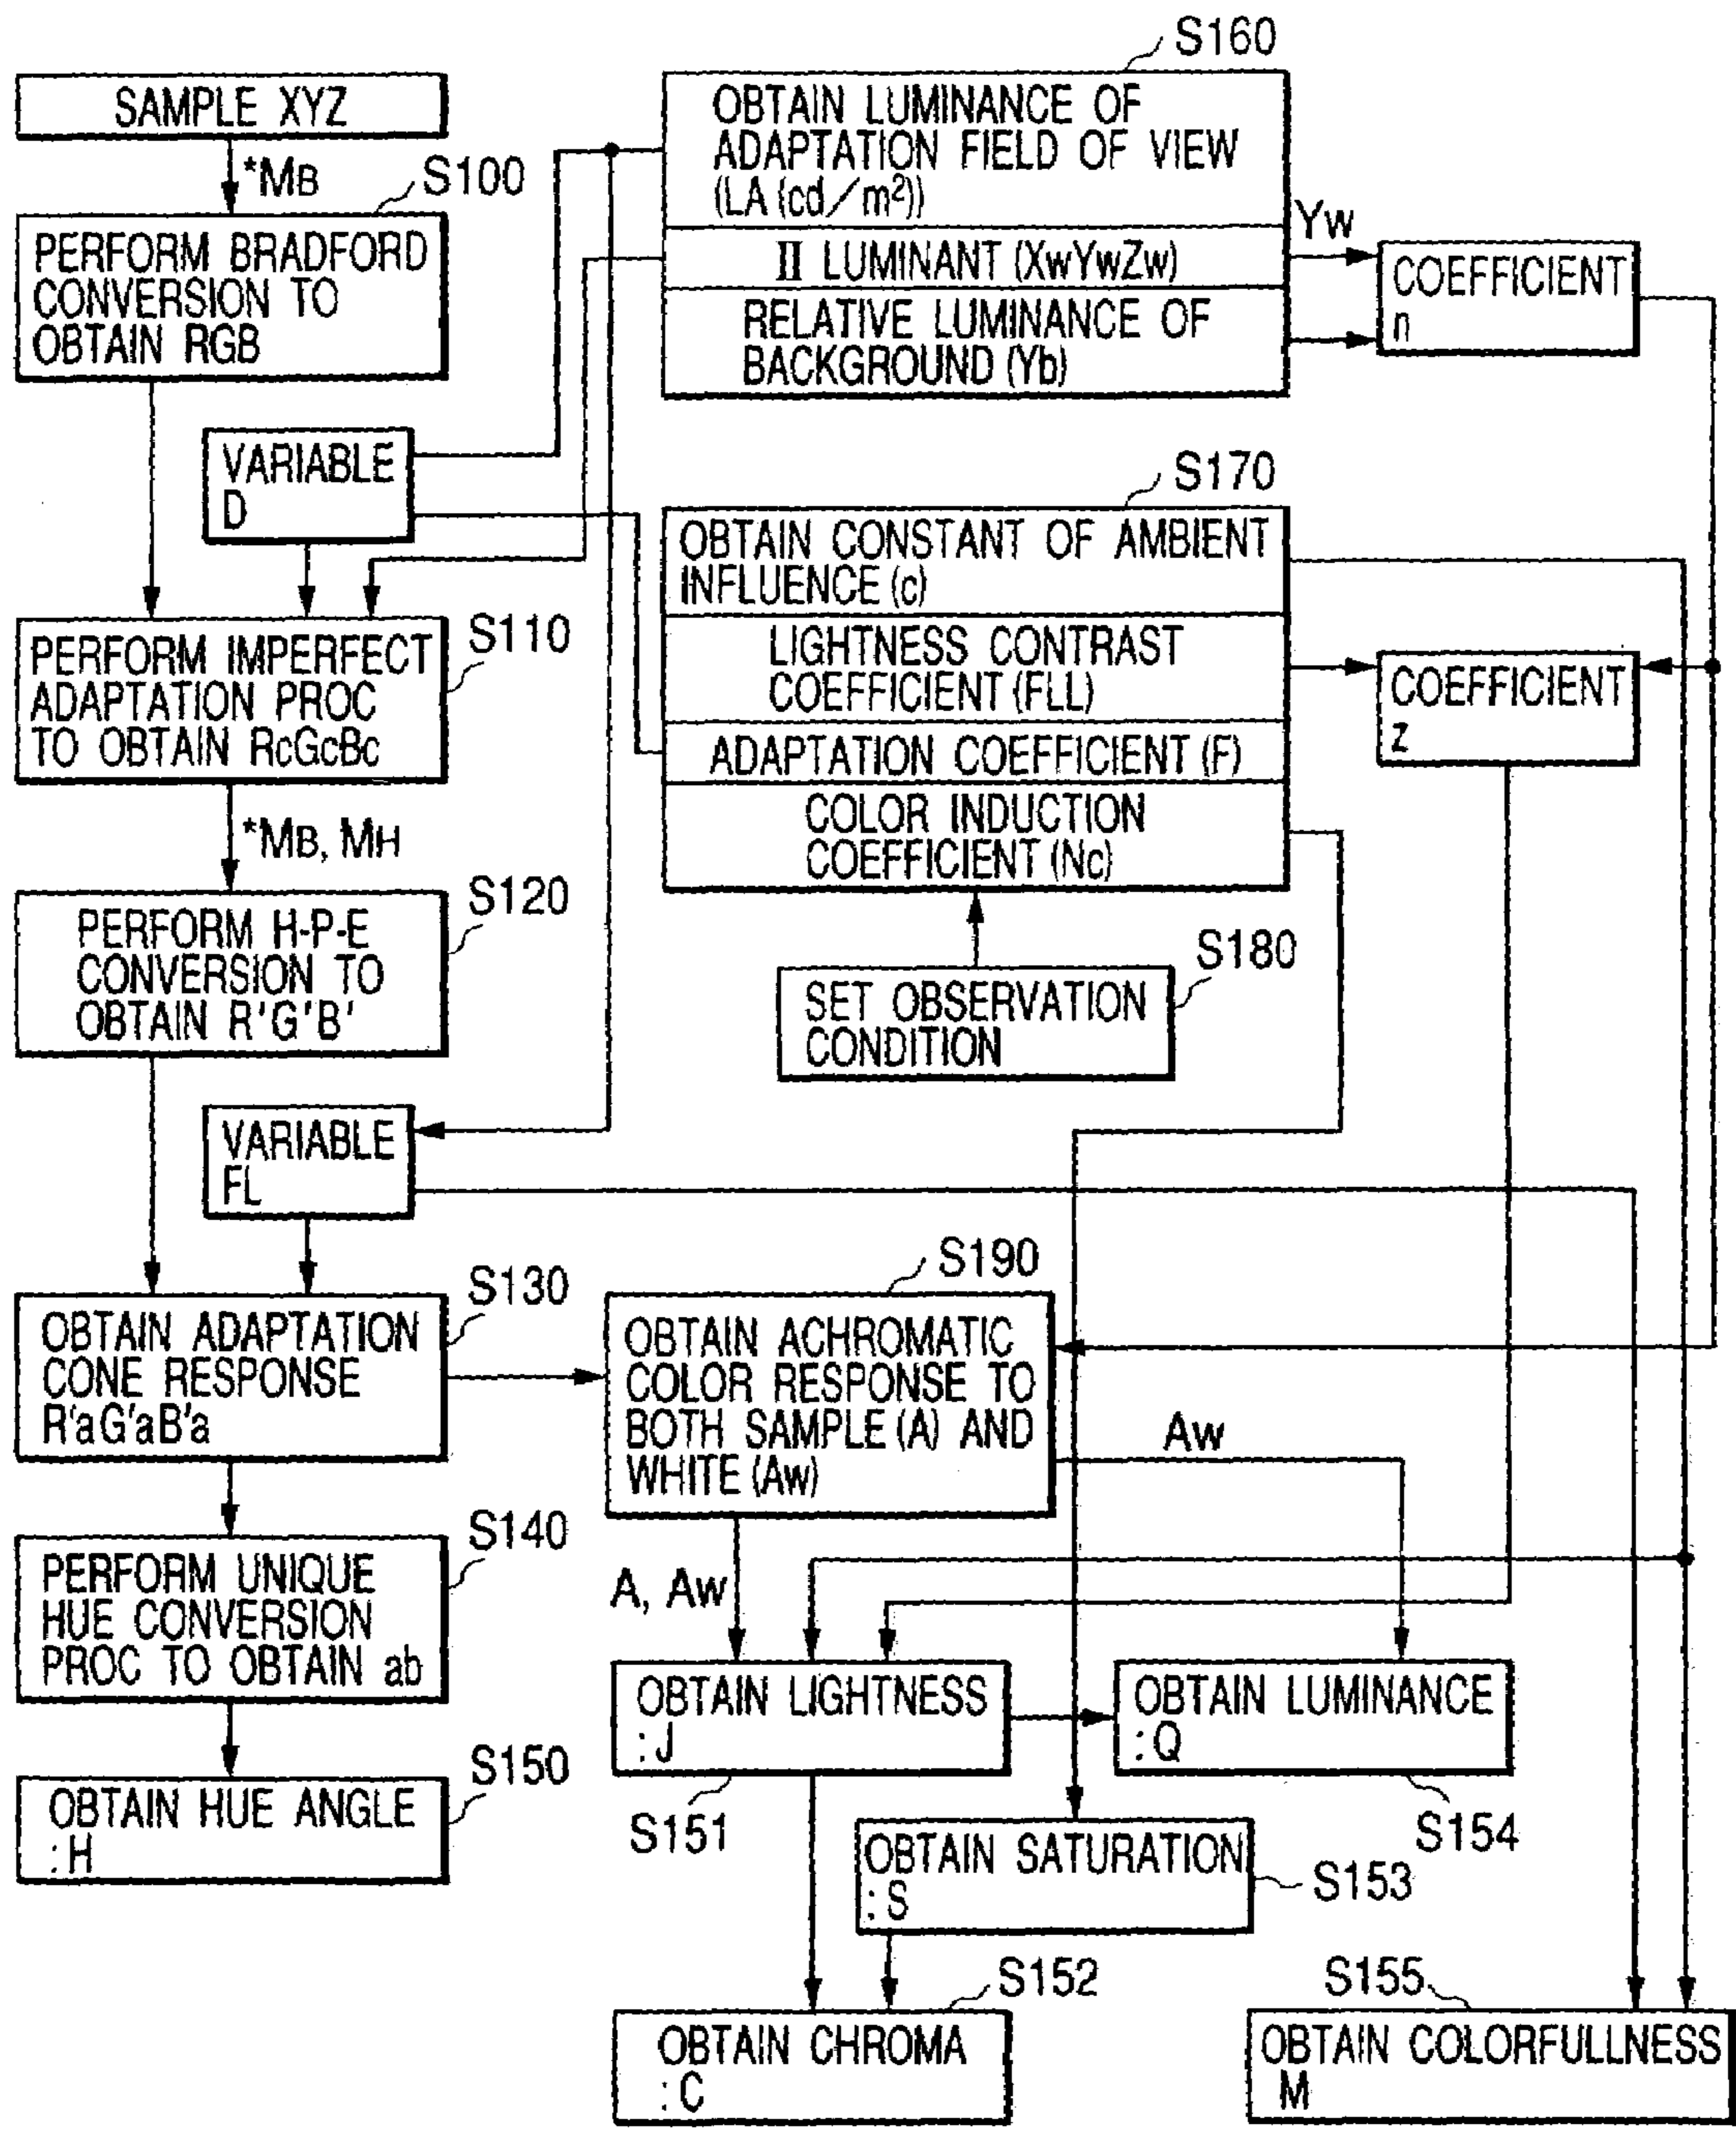 SAMPLE XYZ
*MB
S100
PERFORM BRADFORD
CONVERSION TO
OBTAIN RGB
VARIABLE
D
S110
PERFORM IMPERFECT
ADAPTATION PROC
TO OBTAIN RcGcBc
*MB, MH
S120
PERFORM H-P-E
CONVERSION TO
OBTAIN R'G'B'
VARIABLE
FL
S130
OBTAIN ADAPTATION
CONE RESPONSE
R'aG'aB'a
S140
PERFORM UNIQUE
HUE CONVERSION
PROC TO OBTAIN ab
S150
OBTAIN HUE ANGLE
:H
S160
OBTAIN LUMINANCE OF
ADAPTATION FIELD OF VIEW
(LA (cd/m²))
II LUMINANT (XwYwZw)
RELATIVE LUMINANCE OF
BACKGROUND (Yb)
Yw
COEFFICIENT
n
S170
OBTAIN CONSTANT OF AMBIENT
INFLUENCE (c)
LIGHTNESS CONTRAST
COEFFICIENT (FLL)
ADAPTATION COEFFICIENT (F)
COLOR INDUCTION
COEFFICIENT (Nc)
COEFFICIENT
z
S180
SET OBSERVATION
CONDITION
S190
OBTAIN ACHROMATIC
COLOR RESPONSE TO
BOTH SAMPLE (A) AND
WHITE (Aw)
Aw
A, Aw
OBTAIN LIGHTNESS
:J
S151
OBTAIN LUMINANCE
:Q
S154
OBTAIN SATURATION
:S
S153
S152
OBTAIN CHROMA
:C
S155
OBTAIN COLORFULLNESS
M